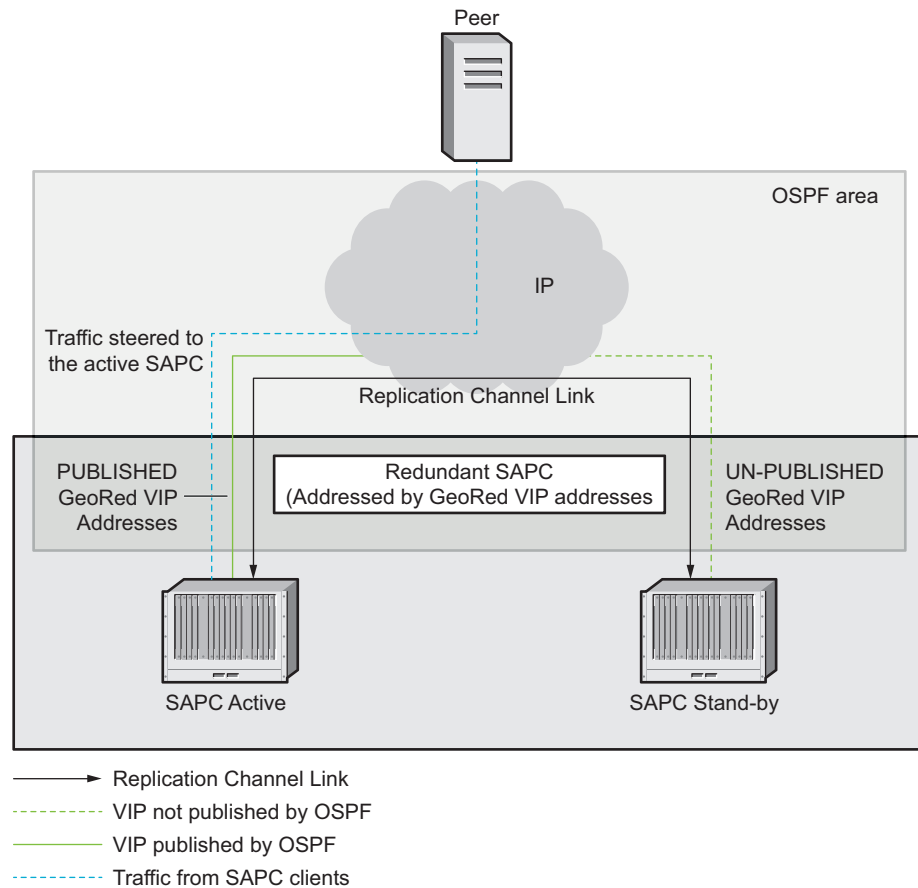 Peer
OSPF area
IP
Traffic steered to
the active SAPC
Replication Channel Link
PUBLISHED
GeoRed VIP
Addresses
Redundant SAPC
(Addressed by GeoRed VIP addresses
UN-PUBLISHED
GeoRed VIP
Addresses
SAPC Active
SAPC Stand-by
Replication Channel Link
VIP not published by OSPF
VIP published by OSPF
Traffic from SAPC clients